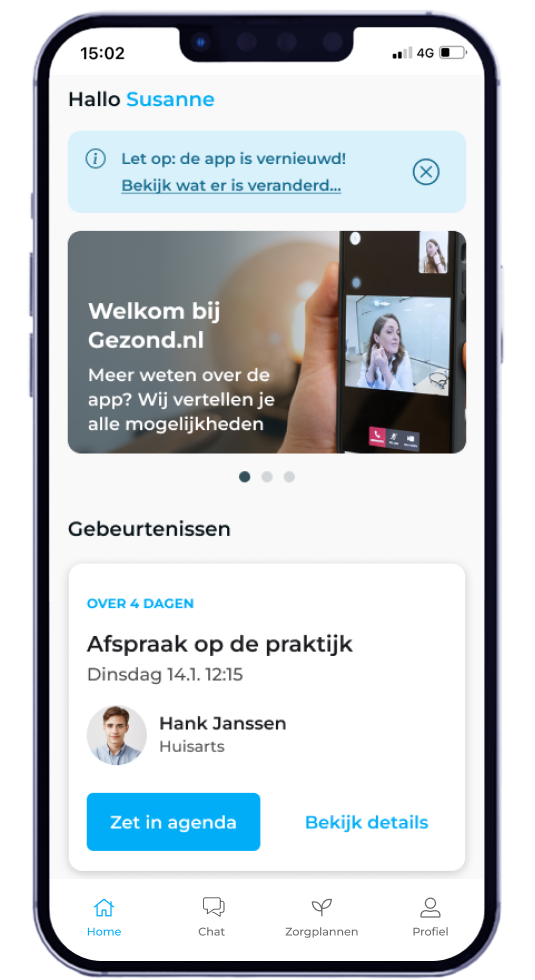 15:02
4G
Hallo Susanne
Let op: de app is vernieuwd!
Bekijk wat er is veranderd...
Welkom bij
Gezond.nl
Meer weten over de
app? Wij vertellen je
alle mogelijkheden
Gebeurtenissen
OVER 4 DAGEN
Afspraak op de praktijk
Dinsdag 14.1. 12:15
Hank Janssen
Huisarts
Zet in agenda
Bekijk details
Home
Chat
Zorgplannen
Profiel